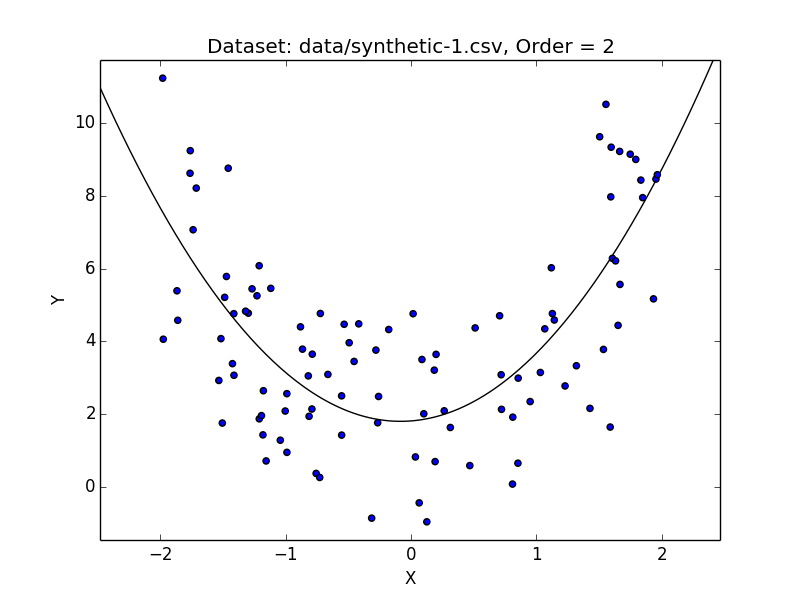 Dataset: data/synthetic-1.csv, Order = 2
10
8
6
4
2
0
Y
−2 −1 0 1 2
X